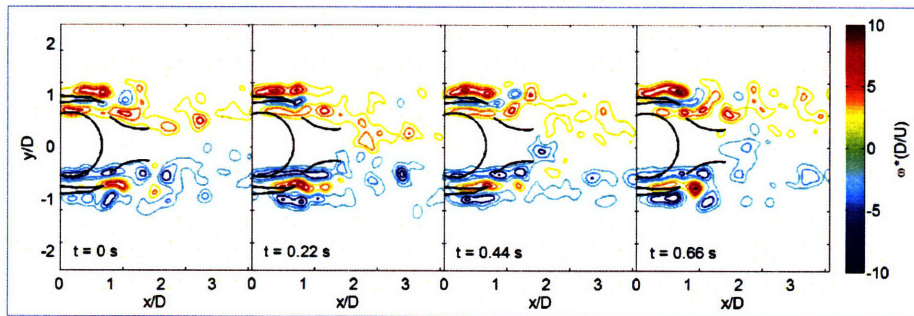 2
1
0
-1
-2
y/D
t = 0 s
t = 0.22 s
t = 0.44 s
t = 0.66 s
0 1 2 3
0 1 2 3
0 1 2 3
0 1 2 3
x/D
x/D
x/D
x/D
10
5
0
-5
-10
ω*(D/U)